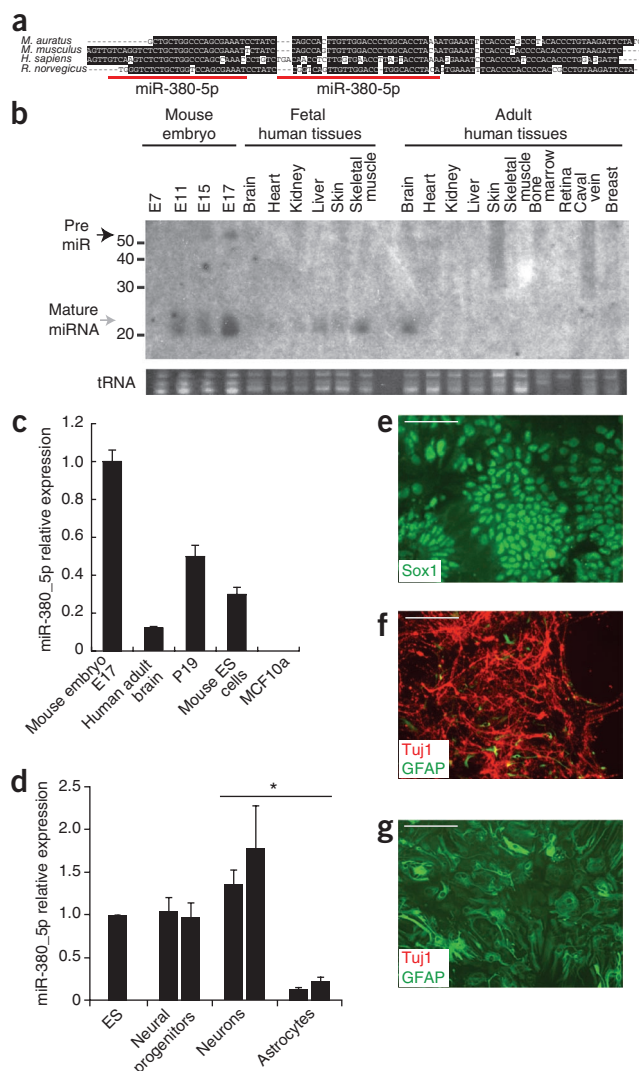 a
M. auratus
M. musculus
H. sapiens
R. norvegicus
miR-380-5p
miR-380-5p
b
Mouse embryo
Fetal human tissues
Adult human tissues
E7
E11
E15
E17
Brain
Heart
Kidney
Liver
Skin
Skeletal muscle
Brain
Heart
Kidney
Liver
Skin
Skeletal muscle
Bone marrow
Retina
Caval vein
Breast
Pre miR
50
40
30
Mature miRNA
20
tRNA
c
miR-380_5p relative expression
1.2
1.0
0.8
0.6
0.4
0.2
0
Mouse embryo E17
Human adult brain
P19
Mouse ES cells
MCF10a
d
miR-380_5p relative expression
2.5
2.0
1.5
1.0
0.5
0
*
ES
Neural progenitors
Neurons
Astrocytes
e
Sox1
f
Tuj1
GFAP
g
Tuj1
GFAP